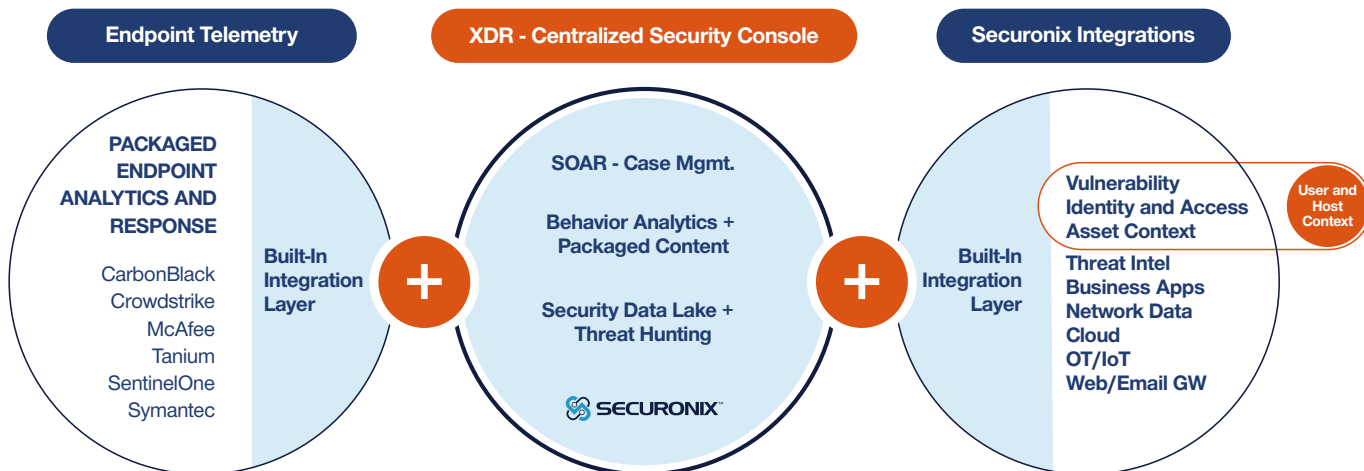 Endpoint Telemetry
XDR - Centralized Security Console
Securonix Integrations
PACKAGED
ENDPOINT
ANALYTICS AND
RESPONSE
CarbonBlack
Crowdstrike
McAfee
Tanium
SentinelOne
Symantec
Built-In
Integration
Layer
+
SOAR - Case Mgmt.
Behavior Analytics +
Packaged Content
Security Data Lake +
Threat Hunting
SECURONIX™
+
Built-In
Integration
Layer
Vulnerability
Identity and Access
Asset Context
User and
Host
Context
Threat Intel
Business Apps
Network Data
Cloud
OT/IoT
Web/Email GW